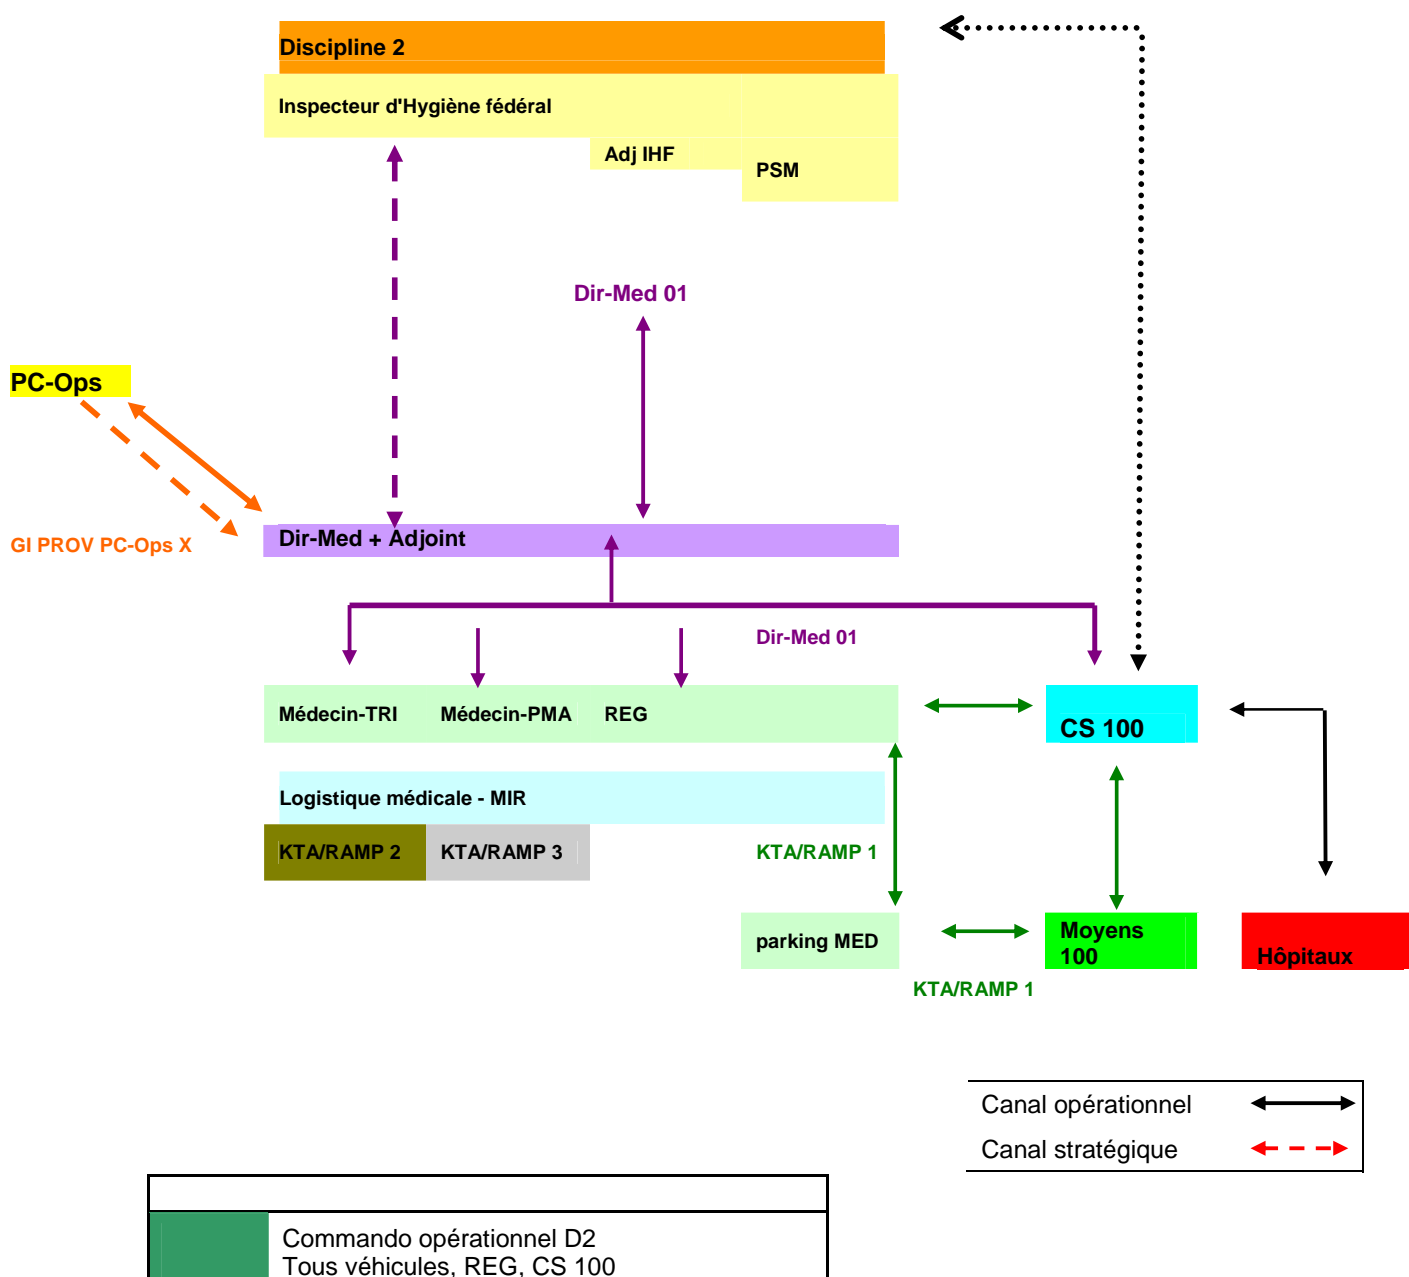 Discipline 2
Inspecteur d'Hygiène fédéral
Adj IHF
PSM
Dir-Med 01
PC-Ops
GI PROV PC-Ops X
Dir-Med + Adjoint
Dir-Med 01
Médecin-TRI
Médecin-PMA
REG
CS 100
Logistique médicale - MIR
KTA/RAMP 2
KTA/RAMP 3
KTA/RAMP 1
parking MED
Moyens
100
Hôpitaux
KTA/RAMP 1
Canal opérationnel
Canal stratégique
Commando opérationnel D2
Tous véhicules, REG, CS 100